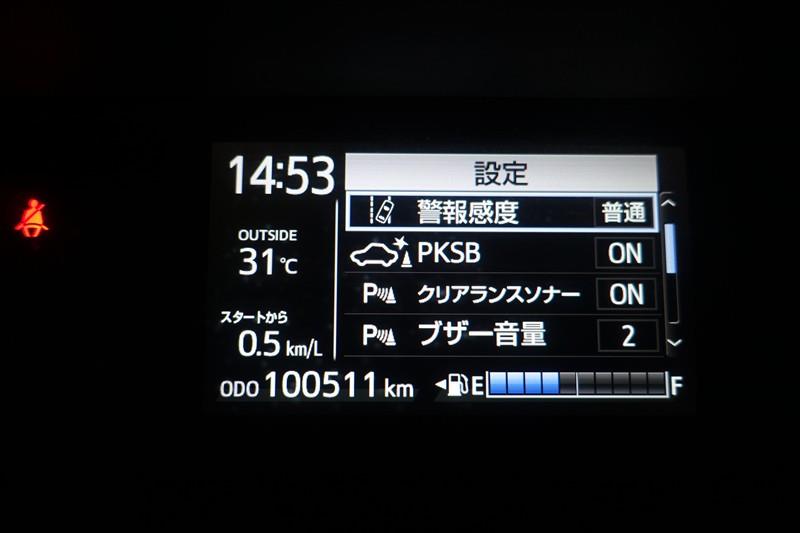 14:53
設定
警報感度 普通
OUTSIDE
31℃
PKSB ON
P クリアランスソナー ON
スタートから
0.5 km/L
P ブザー音量 2
ODO 100511 km
E F